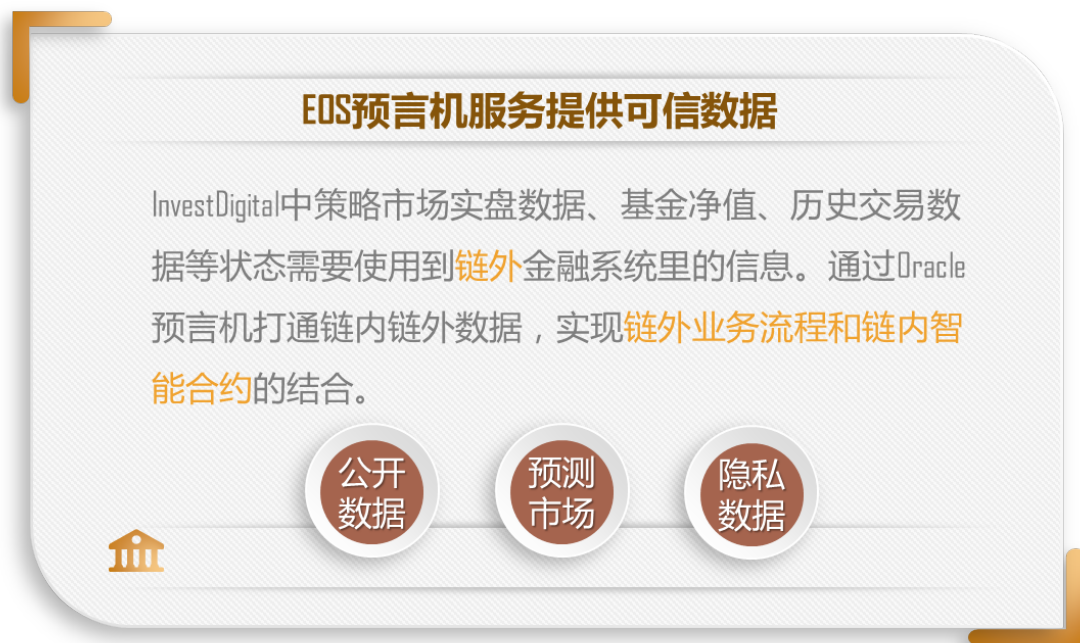 EOS预言机服务提供可信数据
InvestDigital中策略市场实盘数据、基金净值、历史交易数
据等状态需要使用到链外金融系统里的信息。通过Oracle
预言机打通链内链外数据，实现链外业务流程和链内智
能合约的结合。
公开
数据
预测
市场
隐私
数据